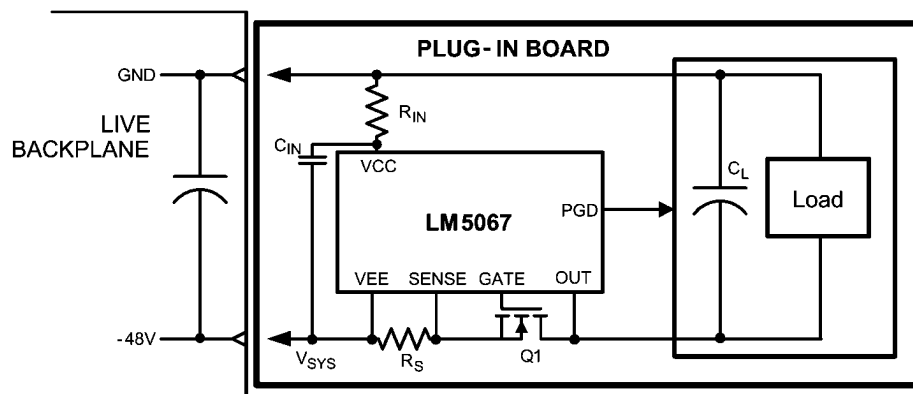 PLUG-IN BOARD
GND
LIVE
BACKPLANE
-48V
RIN
CIN
VCC
LM5067
PGD
VEE
SENSE
GATE
OUT
VSYS
RS
Q1
CL
Load